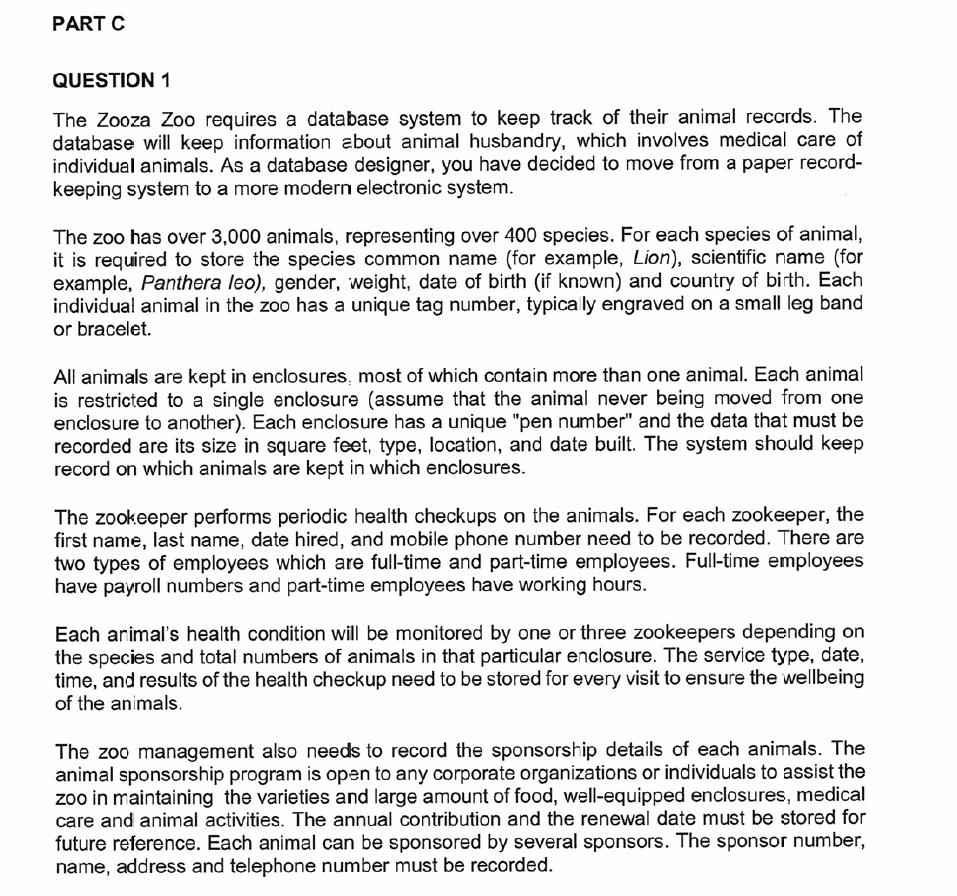 PART C
QUESTION 1
The Zooza Zoo requires a database system to keep track of their animal records. The
database will keep information about animal husbandry, which involves medical care of
individual animals. As a database designer, you have decided to move from a paper record-
keeping system to a more modern electronic system.
The zoo has over 3,000 animals, representing over 400 species. For each species of animal,
it is required to store the species common name (for example, Lion), scientific name (for
example, Panthera leo), gender, weight, date of birth (if known) and country of birth. Each
individual animal in the zoo has a unique tag number, typically engraved on a small leg band
or bracelet.
All animals are kept in enclosures, most of which contain more than one animal. Each animal
is restricted to a single enclosure (assume that the animal never being moved from one
enclosure to another). Each enclosure has a unique "pen number" and the data that must be
recorded are its size in square feet, type, location, and date built. The system should keep
record on which animals are kept in which enclosures.
The zookeeper performs periodic health checkups on the animals. For each zookeeper, the
first name, last name, date hired, and mobile phone number need to be recorded. There are
two types of employees which are full-time and part-time employees. Full-time employees
have payroll numbers and part-time employees have working hours.
Each animal's health condition will be monitored by one or three zookeepers depending on
the species and total numbers of animals in that particular enclosure. The service type, date,
time, and results of the health checkup need to be stored for every visit to ensure the wellbeing
of the animals.
The zoo management also needs to record the sponsorship details of each animals. The
animal sponsorship program is open to any corporate organizations or individuals to assist the
zoo in maintaining the varieties and large amount of food, well-equipped enclosures, medical
care and animal activities. The annual contribution and the renewal date must be stored for
future reference. Each animal can be sponsored by several sponsors. The sponsor number,
name, address and telephone number must be recorded.